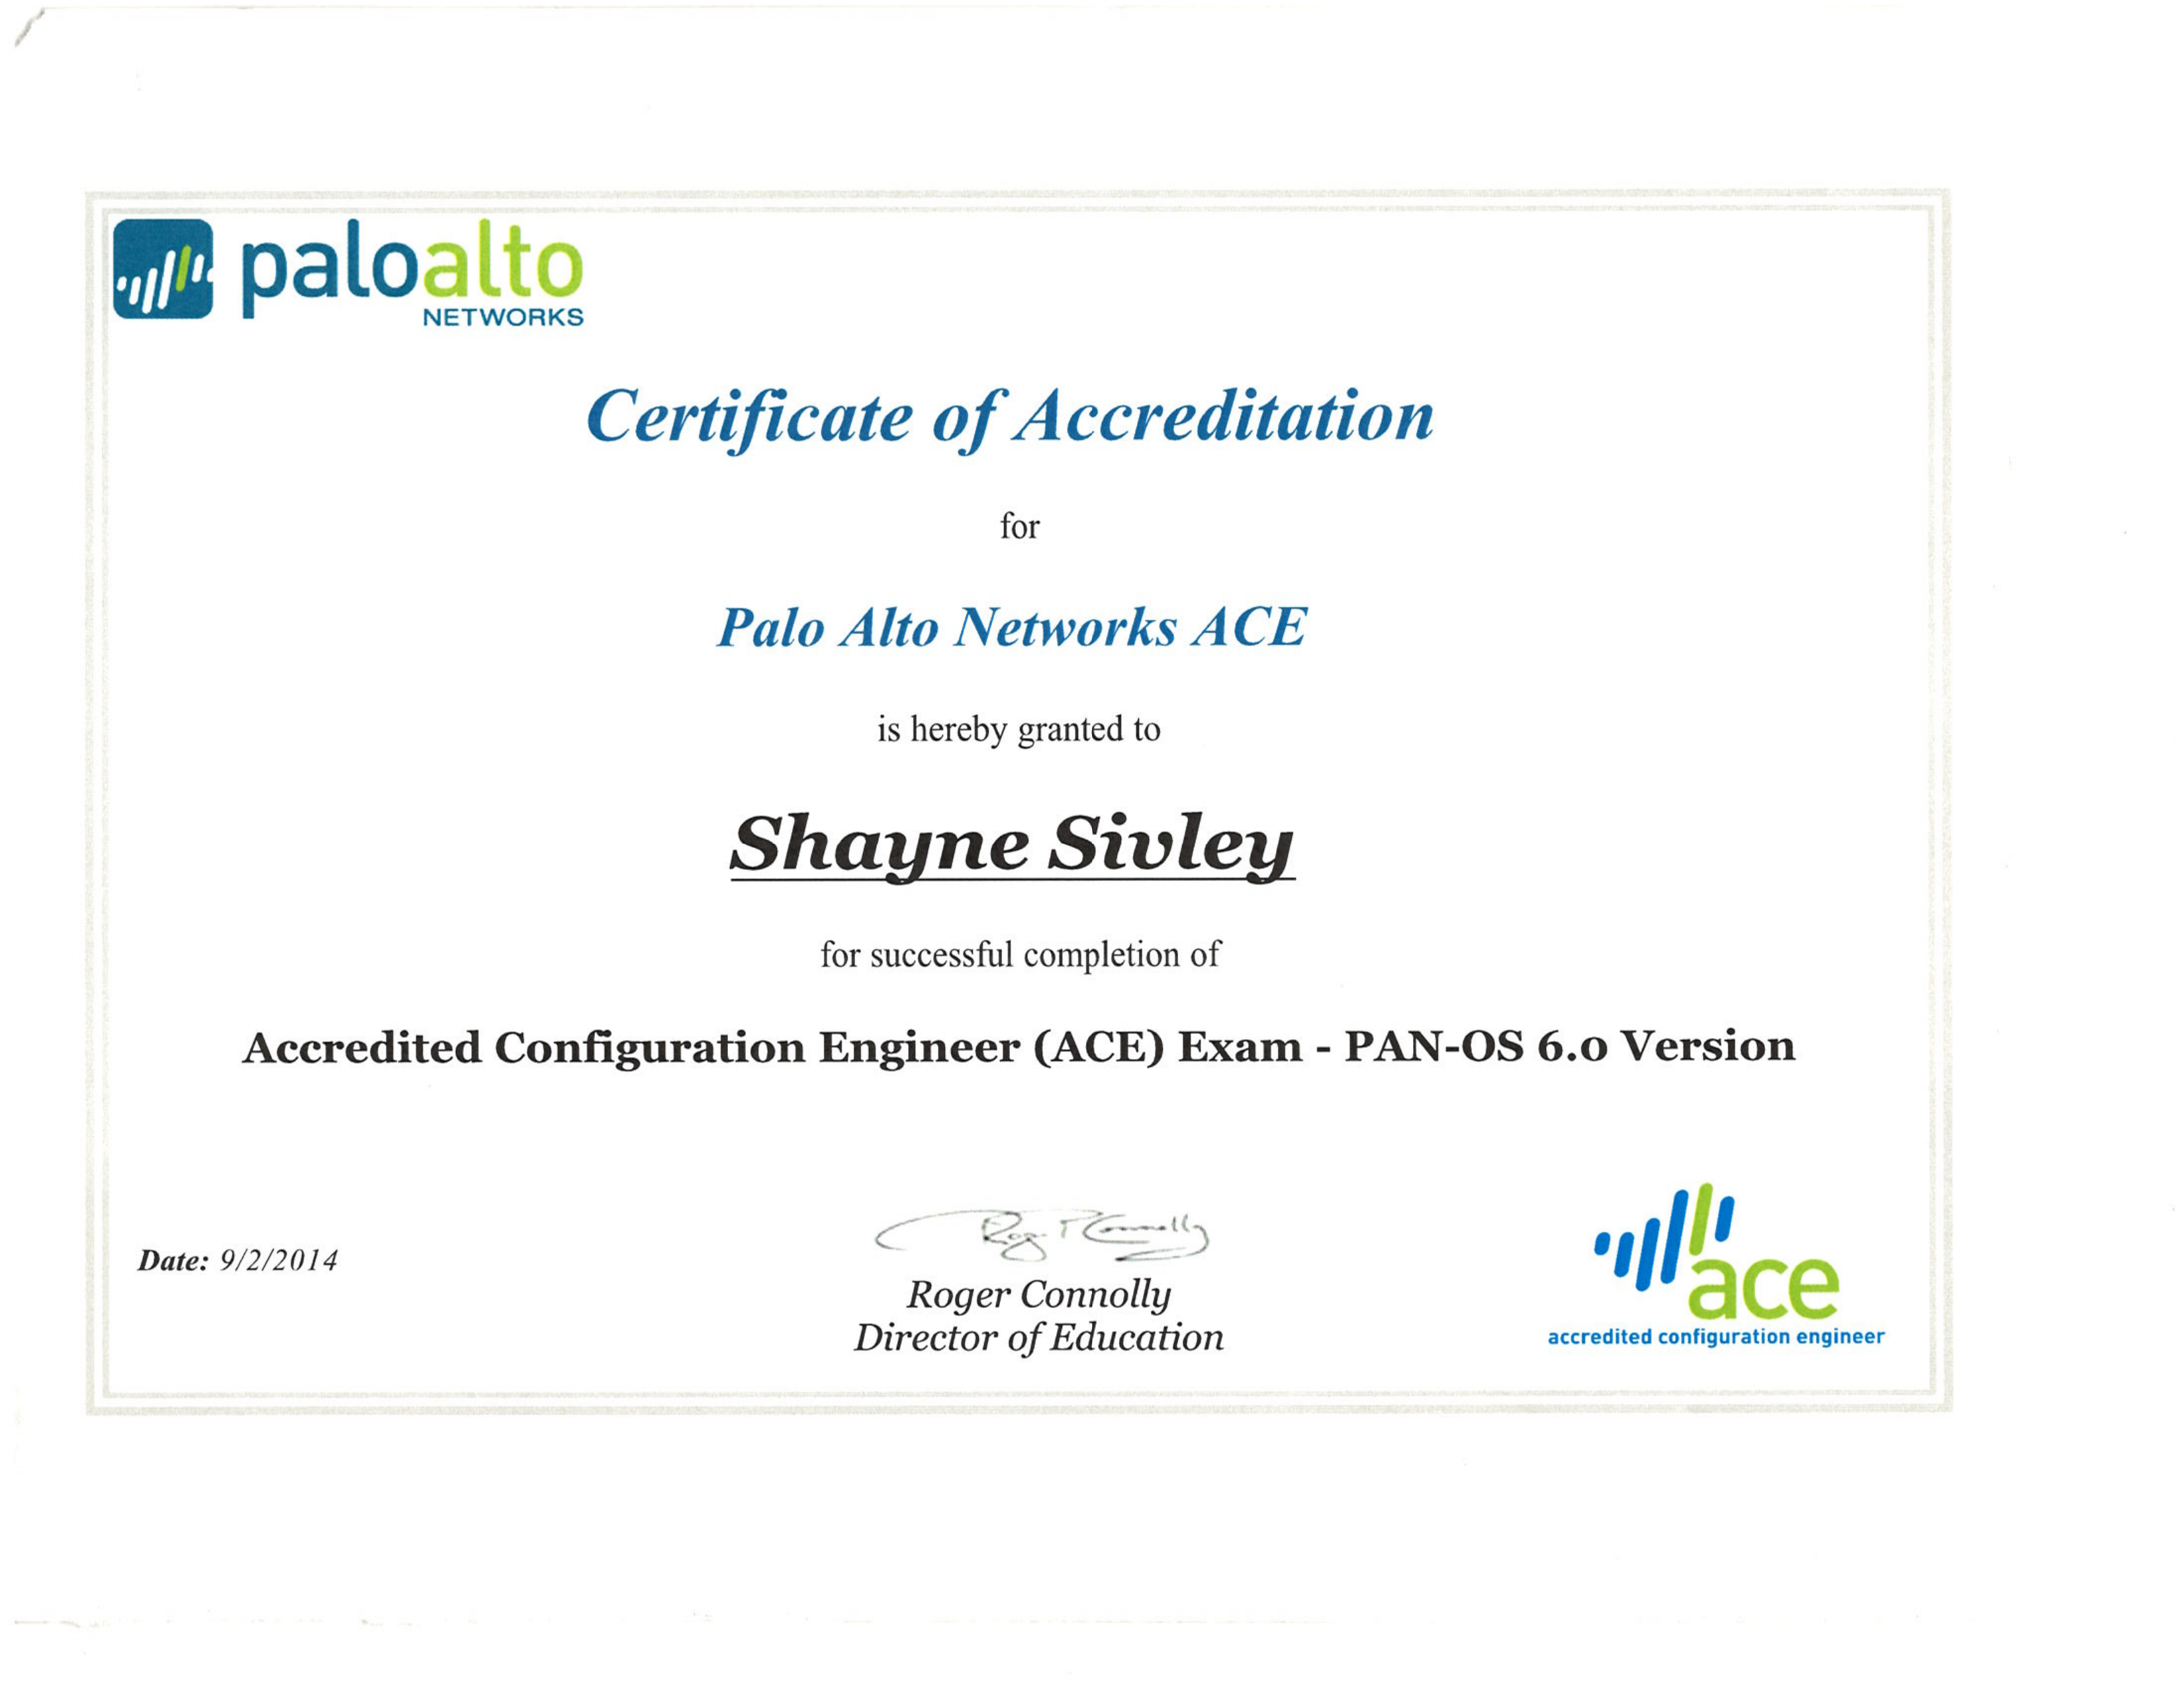 paloalto
NETWORKS
Certificate of Accreditation
for
Palo Alto Networks ACE
is hereby granted to
Shayne Sivley
for successful completion of
Accredited Configuration Engineer (ACE) Exam - PAN-OS 6.0 Version
Date: 9/2/2014
Roger P Connolly
Roger Connolly
Director of Education
ace
accredited configuration engineer